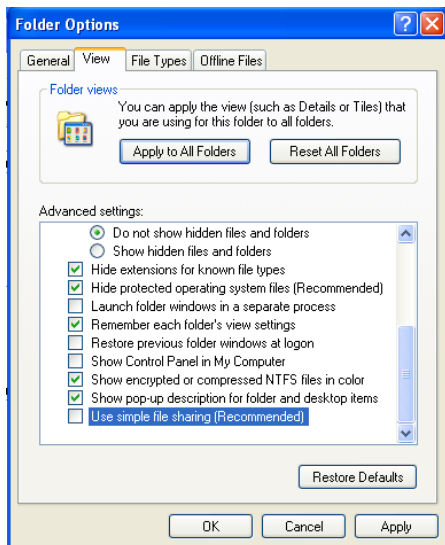 Folder Options
General View File Types Offline Files
Folder views
You can apply the view (such as Details or Tiles) that
you are using for this folder to all folders.
Apply to All Folders Reset All Folders
Advanced settings:
Do not show hidden files and folders
Show hidden files and folders
Hide extensions for known file types
Hide protected operating system files (Recommended)
Launch folder windows in a separate process
Remember each folder's view settings
Restore previous folder windows at logon
Show Control Panel in My Computer
Show encrypted or compressed NTFS files in color
Show pop-up description for folder and desktop items
Use simple file sharing (Recommended)
Restore Defaults
OK Cancel Apply